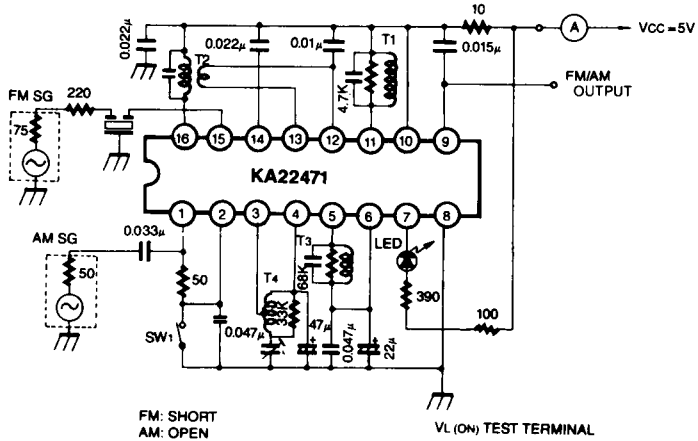 10
A
VCC=5V
0.022μ
0.022μ
0.01μ
T1
0.015μ
T2
4.7K
FM/AM
OUTPUT
FM SG
220
75
16
15
14
13
12
11
10
9
KA22471
1
2
3
4
5
6
7
8
AM SG
0.033μ
50
50
T3
68K
LED
T4
33K
390
100
SW1
0.047μ
47μ
+
0.047μ
+
22μ
FM: SHORT
AM: OPEN
VL (ON) TEST TERMINAL